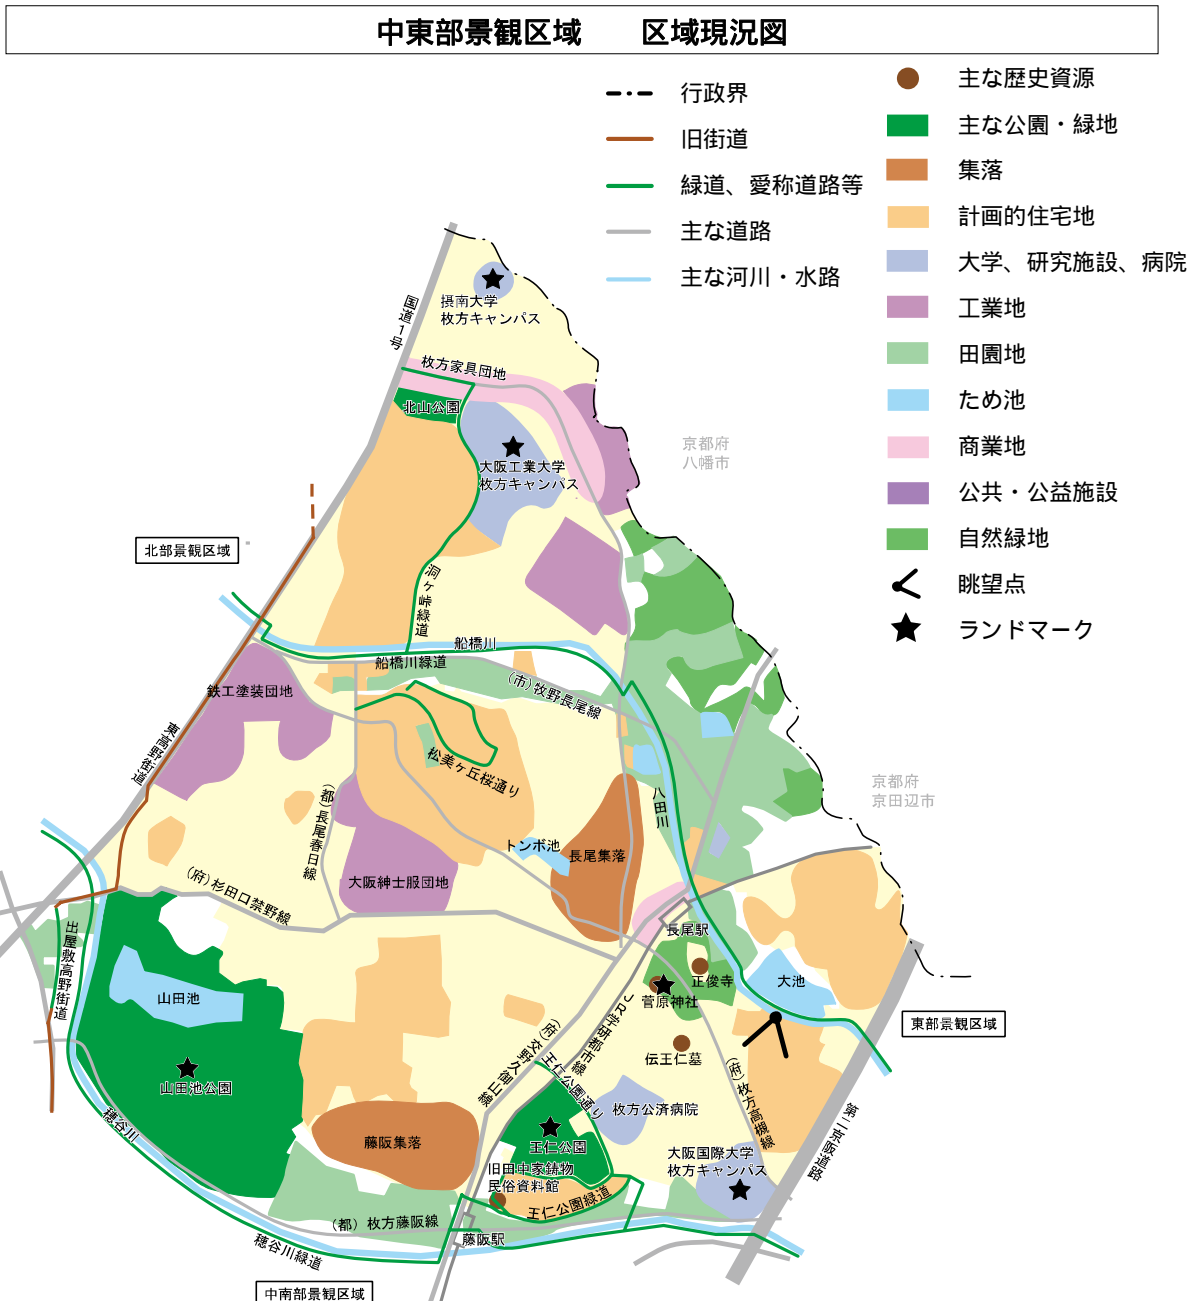 中東部景観区域　　区域現況図
行政界
旧街道
緑道、愛称道路等
主な道路
主な河川・水路
主な歴史資源
主な公園・緑地
集落
計画的住宅地
大学、研究施設、病院
工業地
田園地
ため池
商業地
公共・公益施設
自然緑地
眺望点
ランドマーク
摂南大学
枚方キャンパス
国道1号
枚方家具団地
北山公園
大阪工業大学
枚方キャンパス
京都府
八幡市
北部景観区域
洞ヶ峠緑道
船橋川
船橋川緑道
(市)牧野長尾線
鉄工塗装団地
東高野街道
松美ヶ丘桜通り
京都府
京田辺市
(都)長尾春日線
八田川
トンボ池
長尾集落
大阪紳士服団地
(府)杉田口禁野線
出屋敷高野街道
長尾駅
正俊寺
大池
山田池
菅原神社
東部景観区域
JR学研都市線
(府)交野久御山線
伝王仁墓
王仁公園通り
(府)枚方高槻線
山田池公園
枚方公済病院
第二京阪道路
穂谷川
藤阪集落
王仁公園
大阪国際大学
枚方キャンパス
旧田中家鋳物
民俗資料館
王仁公園緑道
(都)枚方藤阪線
藤阪駅
穂谷川緑道
中南部景観区域